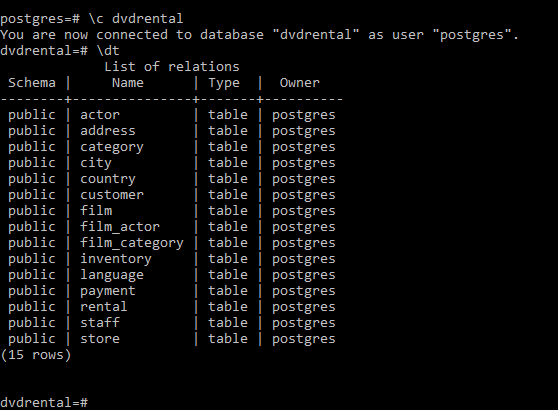 postgres=# \c dvdrental
You are now connected to database "dvdrental" as user "postgres".
dvdrental=# \dt
             List of relations
 Schema |     Name      | Type  |  Owner
--------+---------------+-------+----------
 public | actor         | table | postgres
 public | address       | table | postgres
 public | category      | table | postgres
 public | city          | table | postgres
 public | country       | table | postgres
 public | customer      | table | postgres
 public | film          | table | postgres
 public | film_actor    | table | postgres
 public | film_category | table | postgres
 public | inventory     | table | postgres
 public | language      | table | postgres
 public | payment       | table | postgres
 public | rental        | table | postgres
 public | staff         | table | postgres
 public | store         | table | postgres
(15 rows)
dvdrental=#